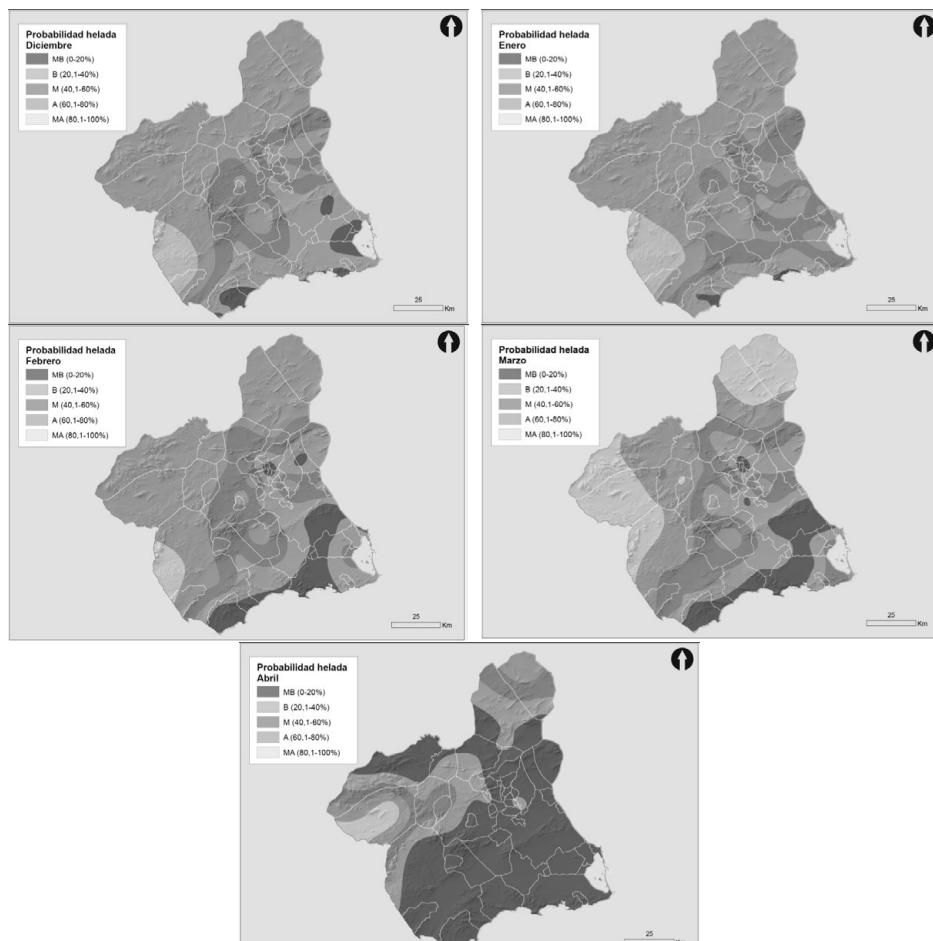 Probabilidad helada
Diciembre
MB (0-20%)
B (20,1-40%)
M (40,1-60%)
A (60,1-80%)
MA (80,1-100%)
25
Km
Probabilidad helada
Enero
MB (0-20%)
B (20,1-40%)
M (40,1-60%)
A (60,1-80%)
MA (80,1-100%)
25
Km
Probabilidad helada
Febrero
MB (0-20%)
B (20,1-40%)
M (40,1-60%)
A (60,1-80%)
MA (80,1-100%)
25
Km
Probabilidad helada
Marzo
MB (0-20%)
B (20,1-40%)
M (40,1-60%)
A (60,1-80%)
MA (80,1-100%)
25
Km
Probabilidad helada
Abril
MB (0-20%)
B (20,1-40%)
M (40,1-60%)
A (60,1-80%)
MA (80,1-100%)
25